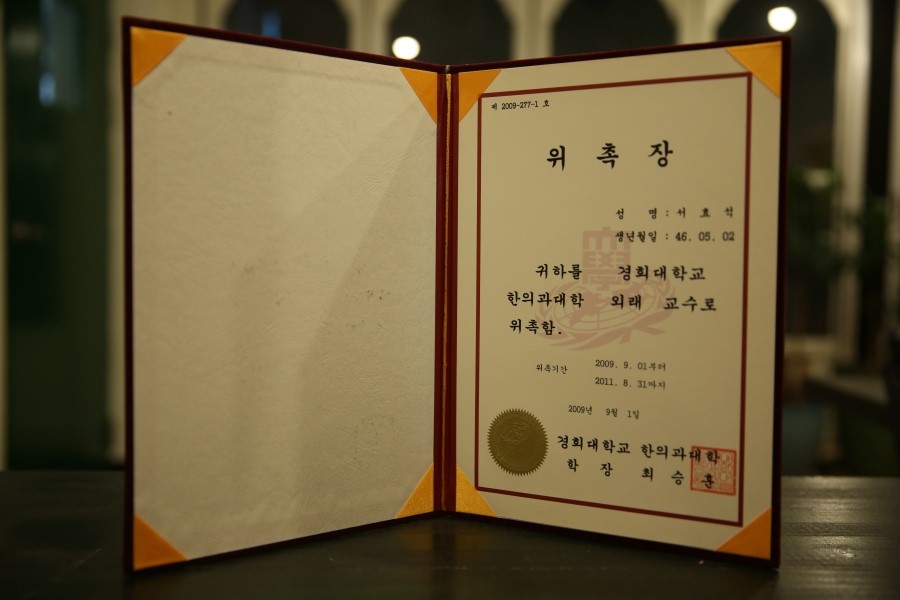 제 2009-277-1 호
위 촉 장
성 명 : 서 효 석
생년월일 : 46. 05. 02
귀하를 경희대학교
한의과대학 외래 교수로
위촉함.
위촉기간 2009. 9. 01부터
2011. 8. 31까지
2009년 9월 1일
경희대학교 한의과대학
학 장 최 승 훈